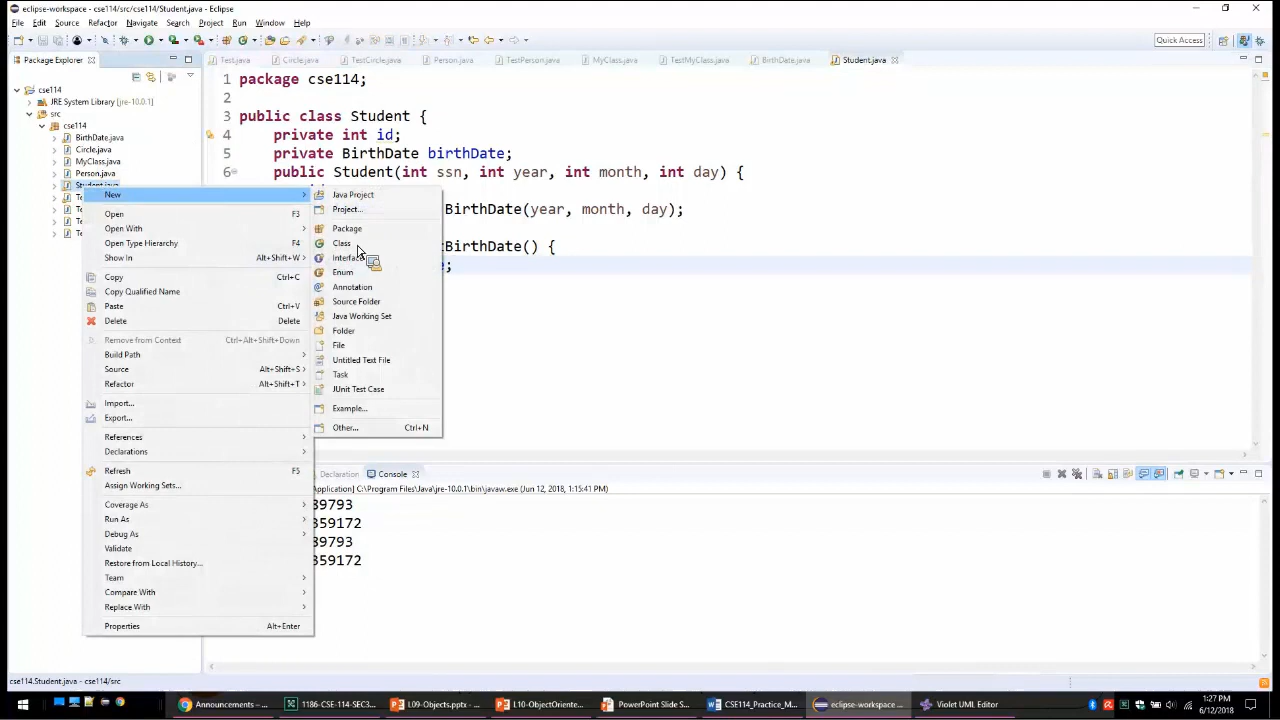 eclipse-workspace - cse114/src/cse114/Student.java - Eclipse
File Edit Source Refactor Navigate Search Project Run Window Help
Quick Access
Package Explorer
Test.java Circle.java TestCircle.java Person.java TestPerson.java MyClass.java TestMyClass.java BirthDate.java Student.java
cse114
JRE System Library [jre-10.0.1]
src
cse114
BirthDate.java
Circle.java
MyClass.java
Person.java
Student.java
1 package cse114;
2
3 public class Student {
4 private int id;
5 private BirthDate birthDate;
6 public Student(int ssn, int year, int month, int day) {
BirthDate(year, month, day);
tBirthDate() {
;
New
Open F3
Open With
Open Type Hierarchy F4
Show In Alt+Shift+W
Copy Ctrl+C
Copy Qualified Name
Paste Ctrl+V
Delete Delete
Remove from Context Ctrl+Alt+Shift+Down
Build Path
Source Alt+Shift+S
Refactor Alt+Shift+T
Import...
Export...
References
Declarations
Refresh F5
Assign Working Sets...
Coverage As
Run As
Debug As
Validate
Restore from Local History...
Team
Compare With
Replace With
Properties Alt+Enter
Java Project
Project...
Package
Class
Interface
Enum
Annotation
Source Folder
Java Working Set
Folder
File
Untitled Text File
Task
JUnit Test Case
Example...
Other... Ctrl+N
Declaration Console
Application] C:\Program Files\Java\jre-10.0.1\bin\javaw.exe (Jun 12, 2018, 1:15:41 PM)
39793
359172
39793
359172
cse114.Student.java - cse114/src
Announcements – ... 1186-CSE-114-SEC3... L09-Objects.pptx - ... L10-ObjectOriente... PowerPoint Slide S... CSE114_Practice_M... eclipse-workspace ... Violet UML Editor
1:27 PM
6/12/2018